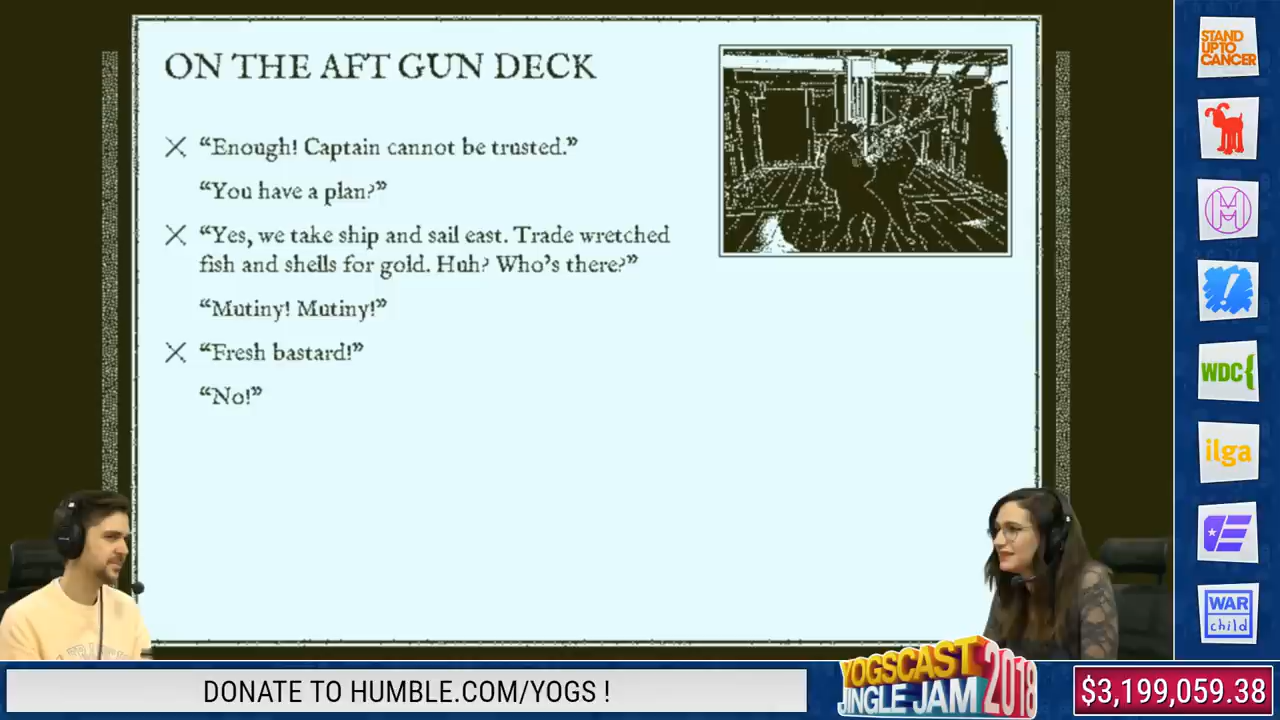 ON THE AFT GUN DECK
“Enough! Captain cannot be trusted.”
“You have a plan?”
“Yes, we take ship and sail east. Trade wretched
fish and shells for gold. Huh? Who’s there?”
“Mutiny! Mutiny!”
“Fresh bastard!”
“No!”
STAND
UP TO
CANCER
!
WDC{
ilga
WAR
child
DONATE TO HUMBLE.COM/YOGS !
YOGSCAST
JINGLE JAM 2018
$3,199,059.38